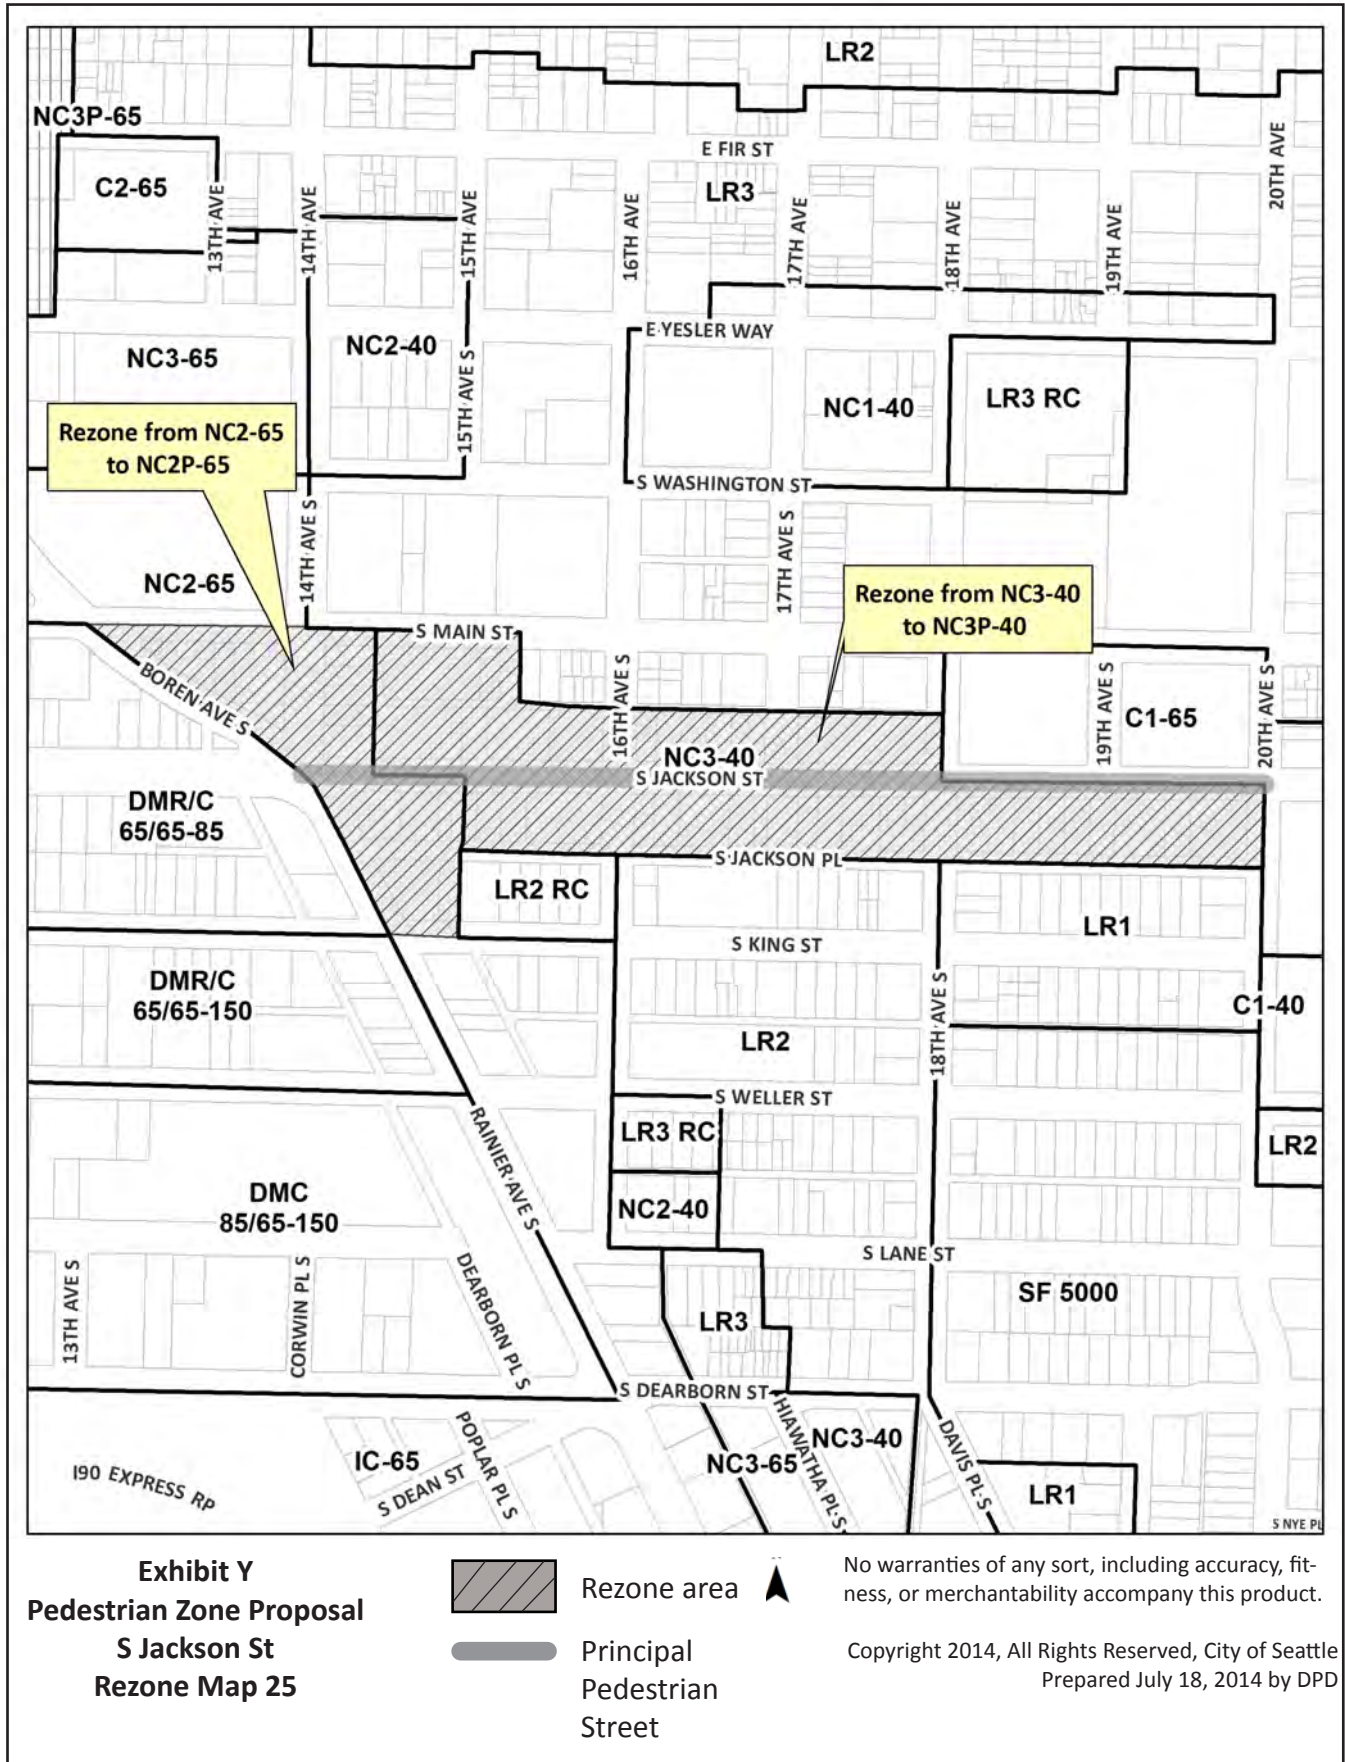 LR2
NC3P-65
E FIR ST
C2-65
LR3
20TH AVE
13TH AVE
14TH AVE
15TH AVE
16TH AVE
17TH AVE
18TH AVE
19TH AVE
E YESLER WAY
NC3-65
NC2-40
15TH AVE S
NC1-40
LR3 RC
Rezone from NC2-65
to NC2P-65
S WASHINGTON ST
14TH AVE S
17TH AVE S
NC2-65
Rezone from NC3-40
to NC3P-40
S MAIN ST
BOREN AVE S
16TH AVE S
19TH AVE S
C1-65
20TH AVE S
NC3-40
S JACKSON ST
DMR/C
65/65-85
S JACKSON PL
LR2 RC
LR1
S KING ST
DMR/C
65/65-150
18TH AVE S
C1-40
LR2
S WELLER ST
RAINIER AVE S
LR3 RC
LR2
DMC
85/65-150
NC2-40
S LANE ST
13TH AVE S
CORWIN PL S
DEARBORN PL S
SF 5000
LR3
S DEARBORN ST
POPLAR PL S
HIAWATHA PL S
NC3-40
DAVIS PL S
IC-65
NC3-65
I90 EXPRESS RP
S DEAN ST
LR1
S NYE PL
Exhibit Y
Pedestrian Zone Proposal
S Jackson St
Rezone Map 25
Rezone area
Principal
Pedestrian
Street
No warranties of any sort, including accuracy, fit-
ness, or merchantability accompany this product.
Copyright 2014, All Rights Reserved, City of Seattle
Prepared July 18, 2014 by DPD